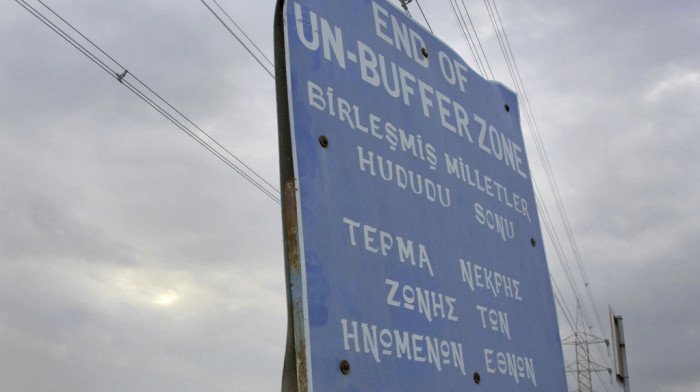 END OF
UN-BUFFER ZONE
BİRLEŞMİŞ MİLLETLER
HUDUDU SONU
ΤΕΡΜΑ ΝΕΚΡΗΣ
ΖΩΝΗΣ ΤΩΝ
ΗΝΩΜΕΝΩΝ ΕΘΝΩΝ